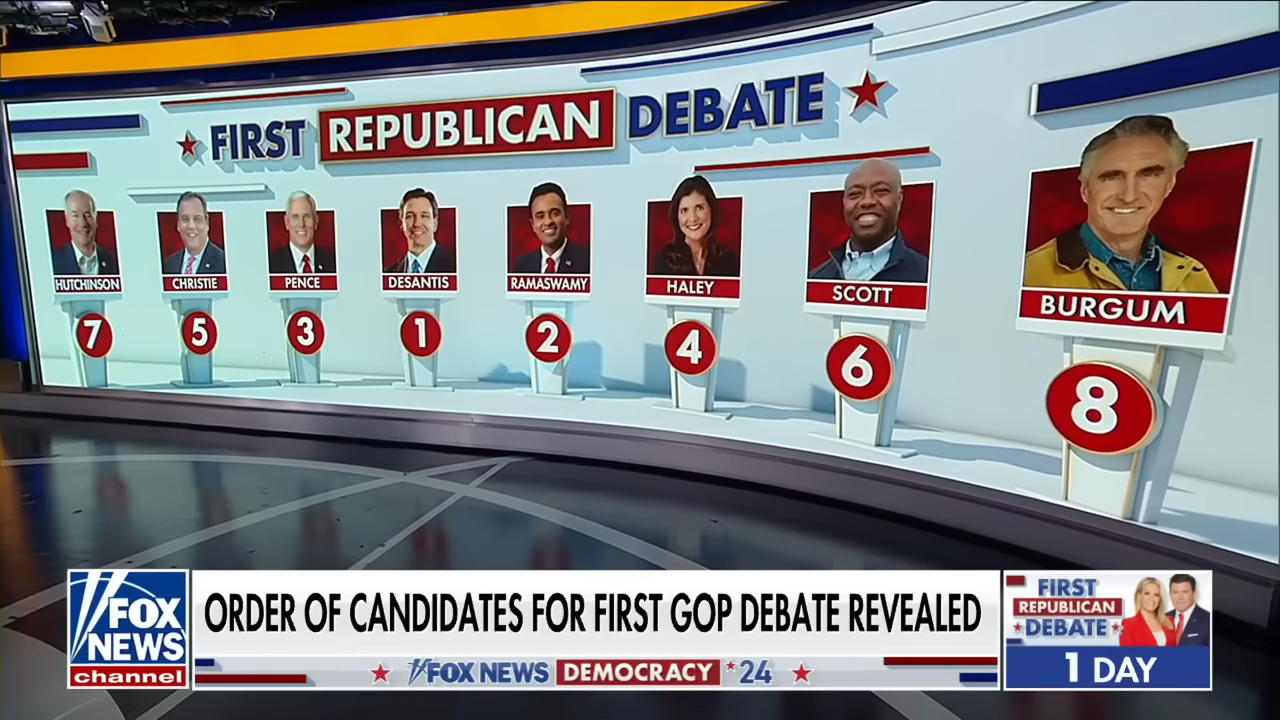 FIRST REPUBLICAN DEBATE
HUTCHINSON
CHRISTIE
PENCE
DESANTIS
RAMASWAMY
HALEY
SCOTT
BURGUM
7
5
3
1
2
4
6
8
FOX
NEWS
channel
ORDER OF CANDIDATES FOR FIRST GOP DEBATE REVEALED
FOX NEWS DEMOCRACY '24
FIRST
REPUBLICAN
DEBATE
1 DAY